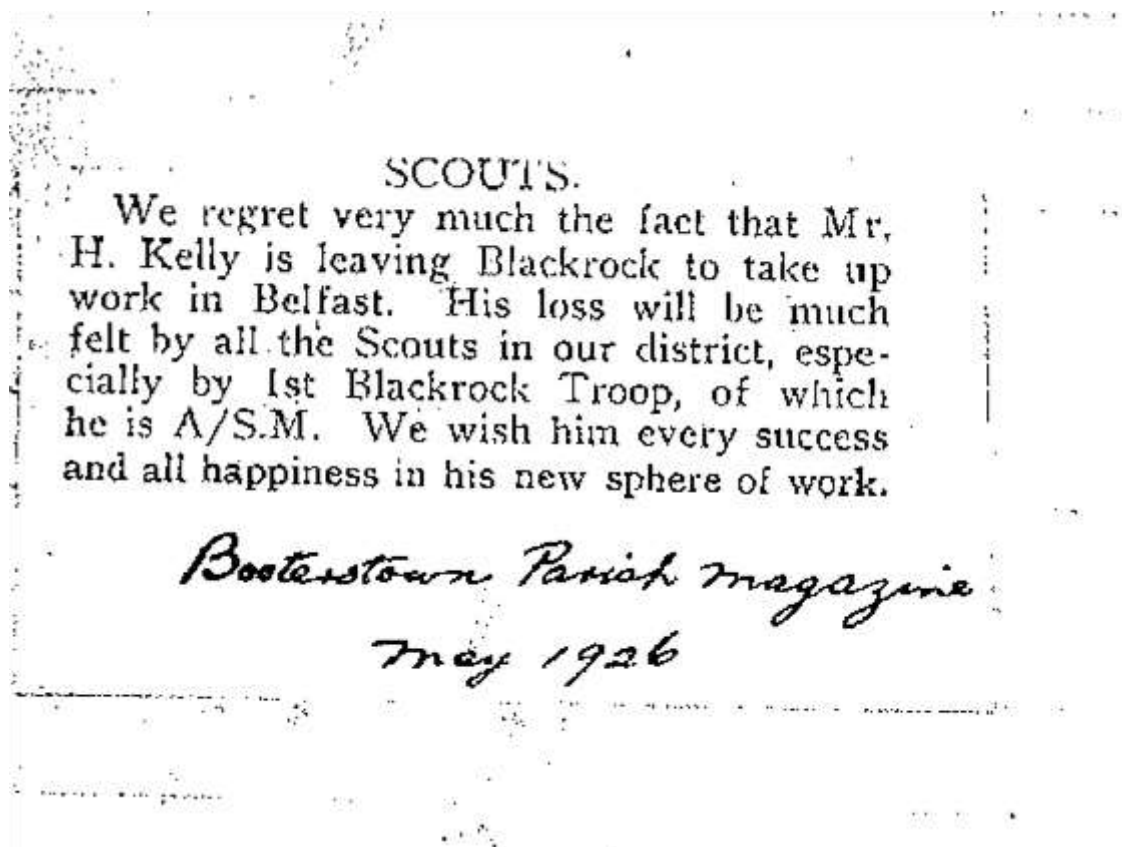 SCOUTS.
We regret very much the fact that Mr.
H. Kelly is leaving Blackrock to take up
work in Belfast. His loss will be much
felt by all the Scouts in our district, espe-
cially by 1st Blackrock Troop, of which
he is A/S.M. We wish him every success
and all happiness in his new sphere of work.
Booterstown Parish Magazine
May 1926